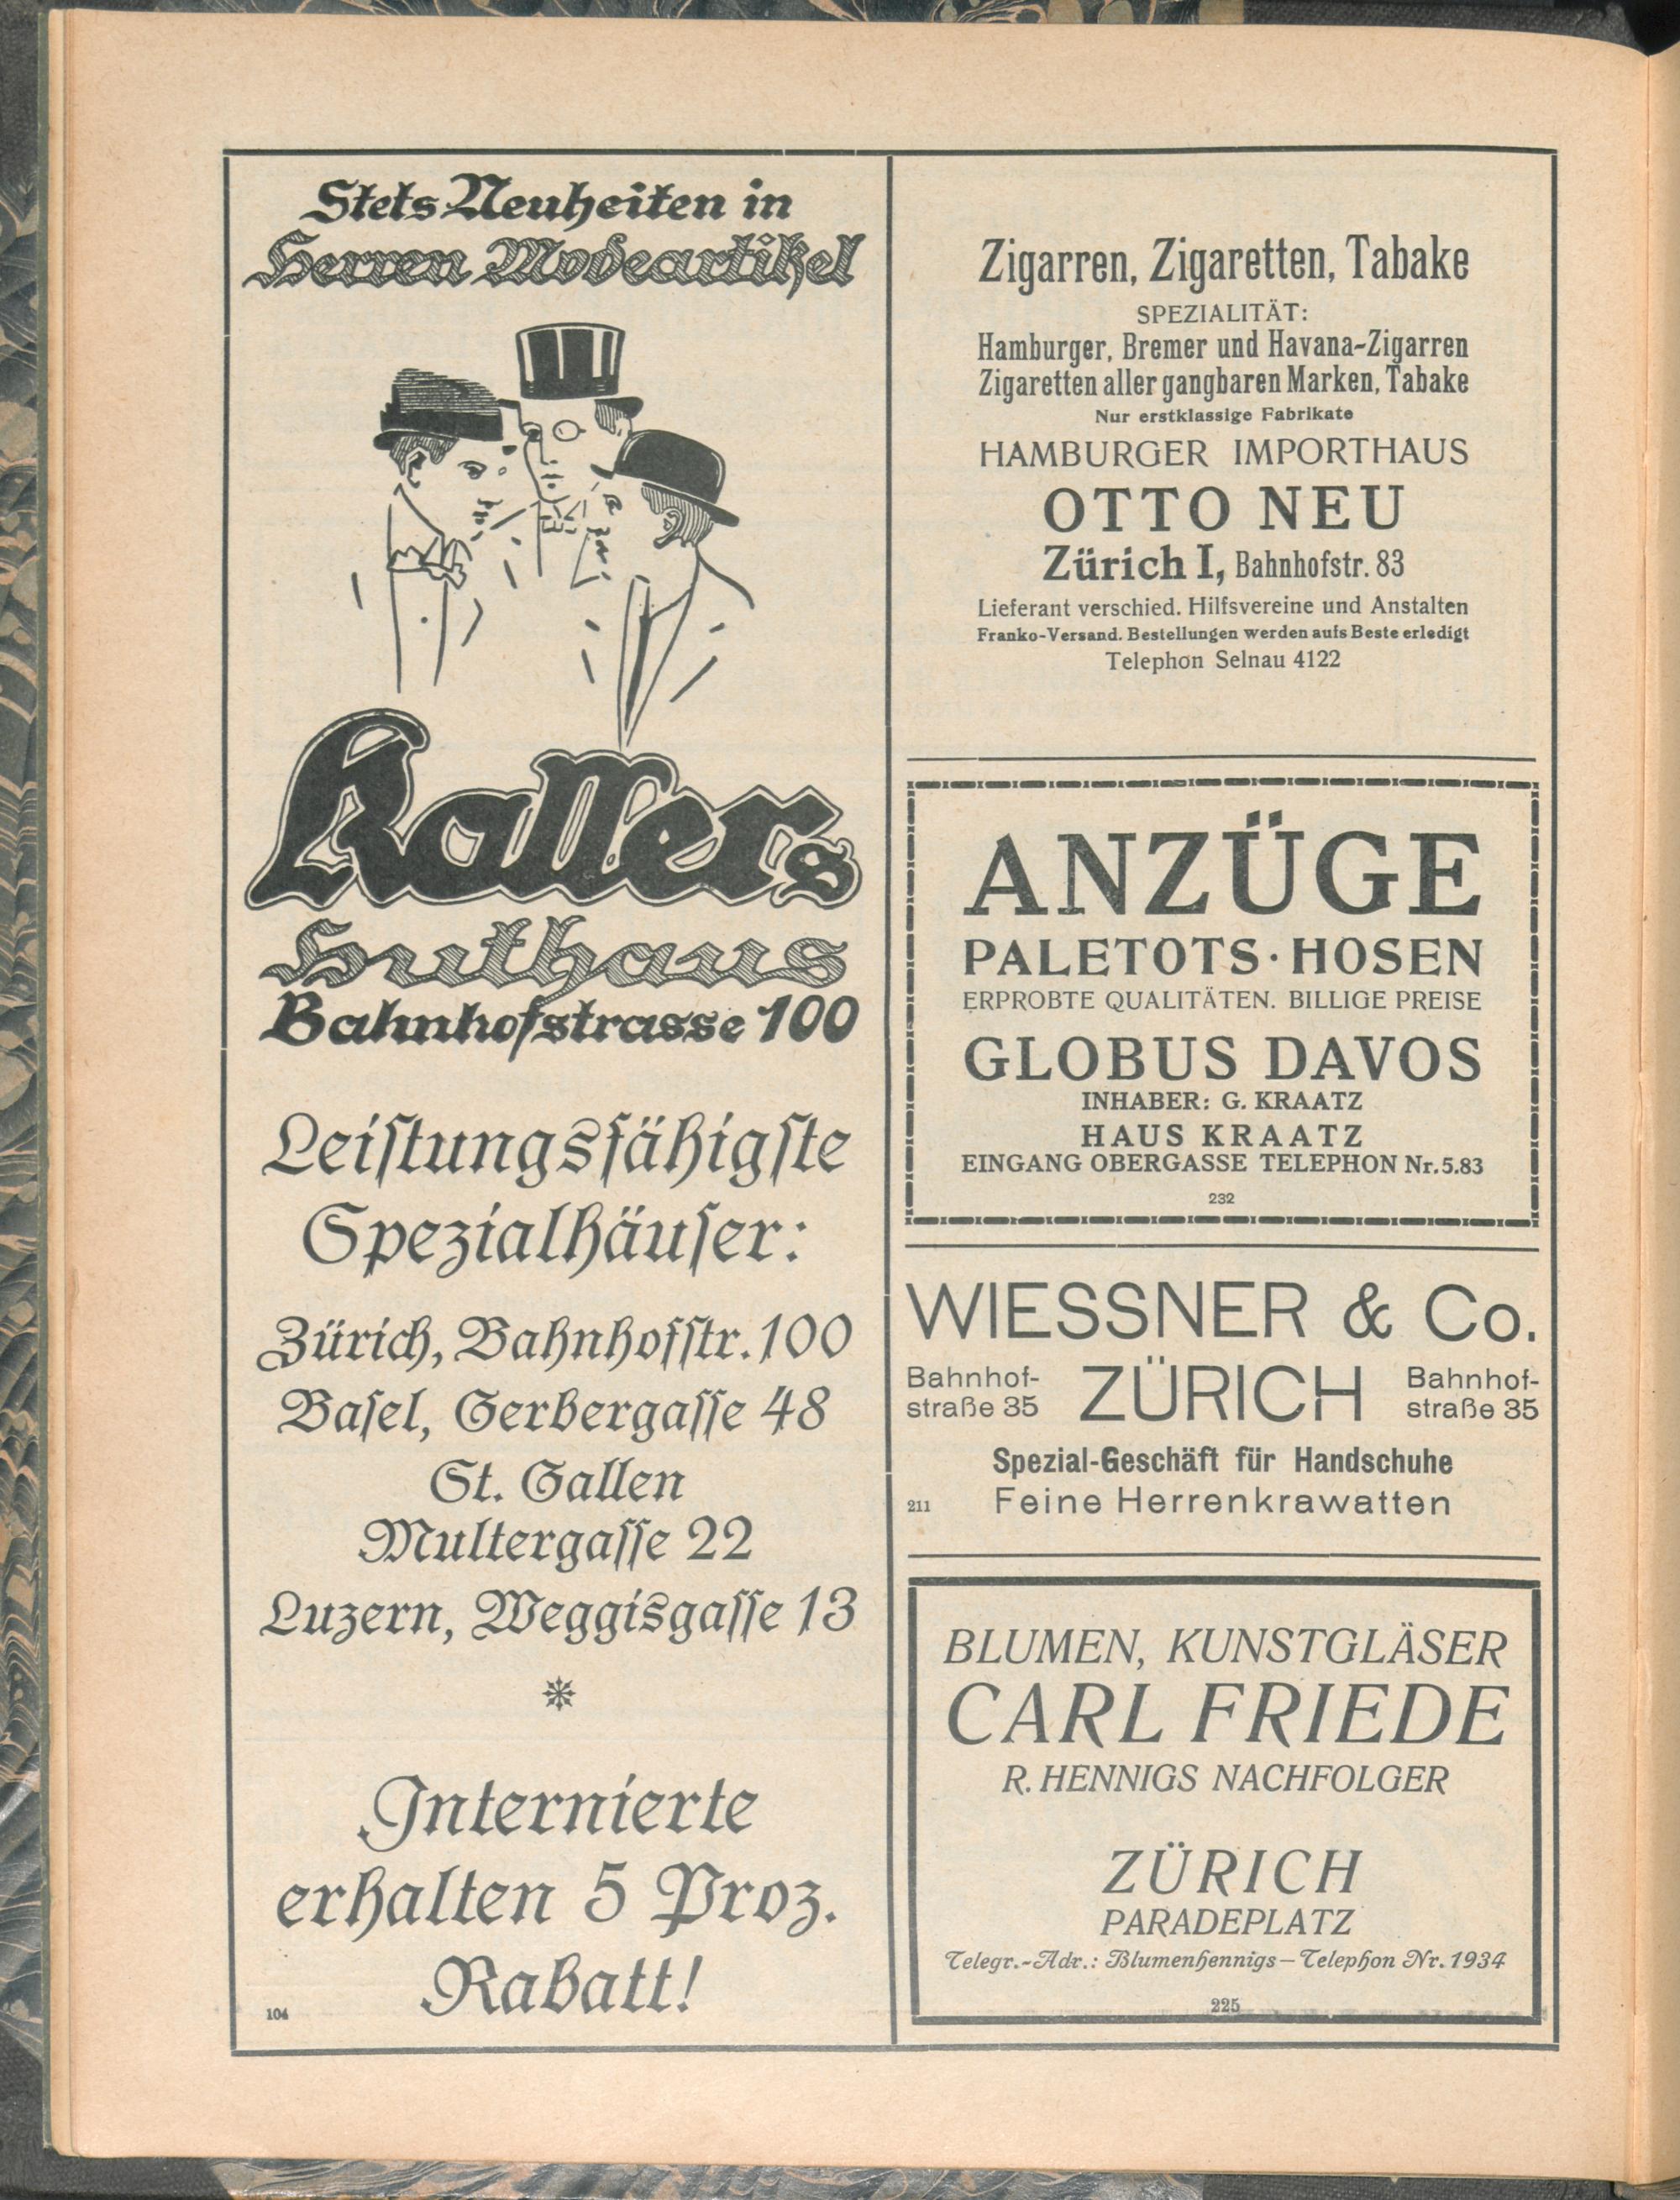 Stets Neuheiten in
Herren Modeartikel
Kallers
Huthaus
Bahnhofstrasse 100
Leiſtungsfähigſte
Spezialhäuſer:
Zürich, Bahnhofſtr. 100
Baſel, Gerbergaſſe 48
St. Gallen
Multergaſſe 22
Luzern, Weggisgaſſe 13
Internierte
erhalten 5 Proz.
Rabatt!
104
Zigarren, Zigaretten, Tabake
SPEZIALITÄT:
Hamburger, Bremer und Havana-Zigarren
Zigaretten aller gangbaren Marken, Tabake
Nur erstklassige Fabrikate
HAMBURGER IMPORTHAUS
OTTO NEU
Zürich I, Bahnhofstr. 83
Lieferant verschied. Hilfsvereine und Anstalten
Franko-Versand. Bestellungen werden aufs Beste erledigt
Telephon Selnau 4122
ANZÜGE
PALETOTS · HOSEN
ERPROBTE QUALITÄTEN. BILLIGE PREISE
GLOBUS DAVOS
INHABER: G. KRAATZ
HAUS KRAATZ
EINGANG OBERGASSE TELEPHON Nr. 5.83
232
WIESSNER & Co.
Bahnhof- ZÜRICH Bahnhof-
straße 35 straße 35
Spezial-Geschäft für Handschuhe
211 Feine Herrenkrawatten
BLUMEN, KUNSTGLÄSER
CARL FRIEDE
R. HENNIGS NACHFOLGER
ZÜRICH
PARADEPLATZ
Telegr.-Adr.: Blumenhennigs — Telephon Nr. 1934
225